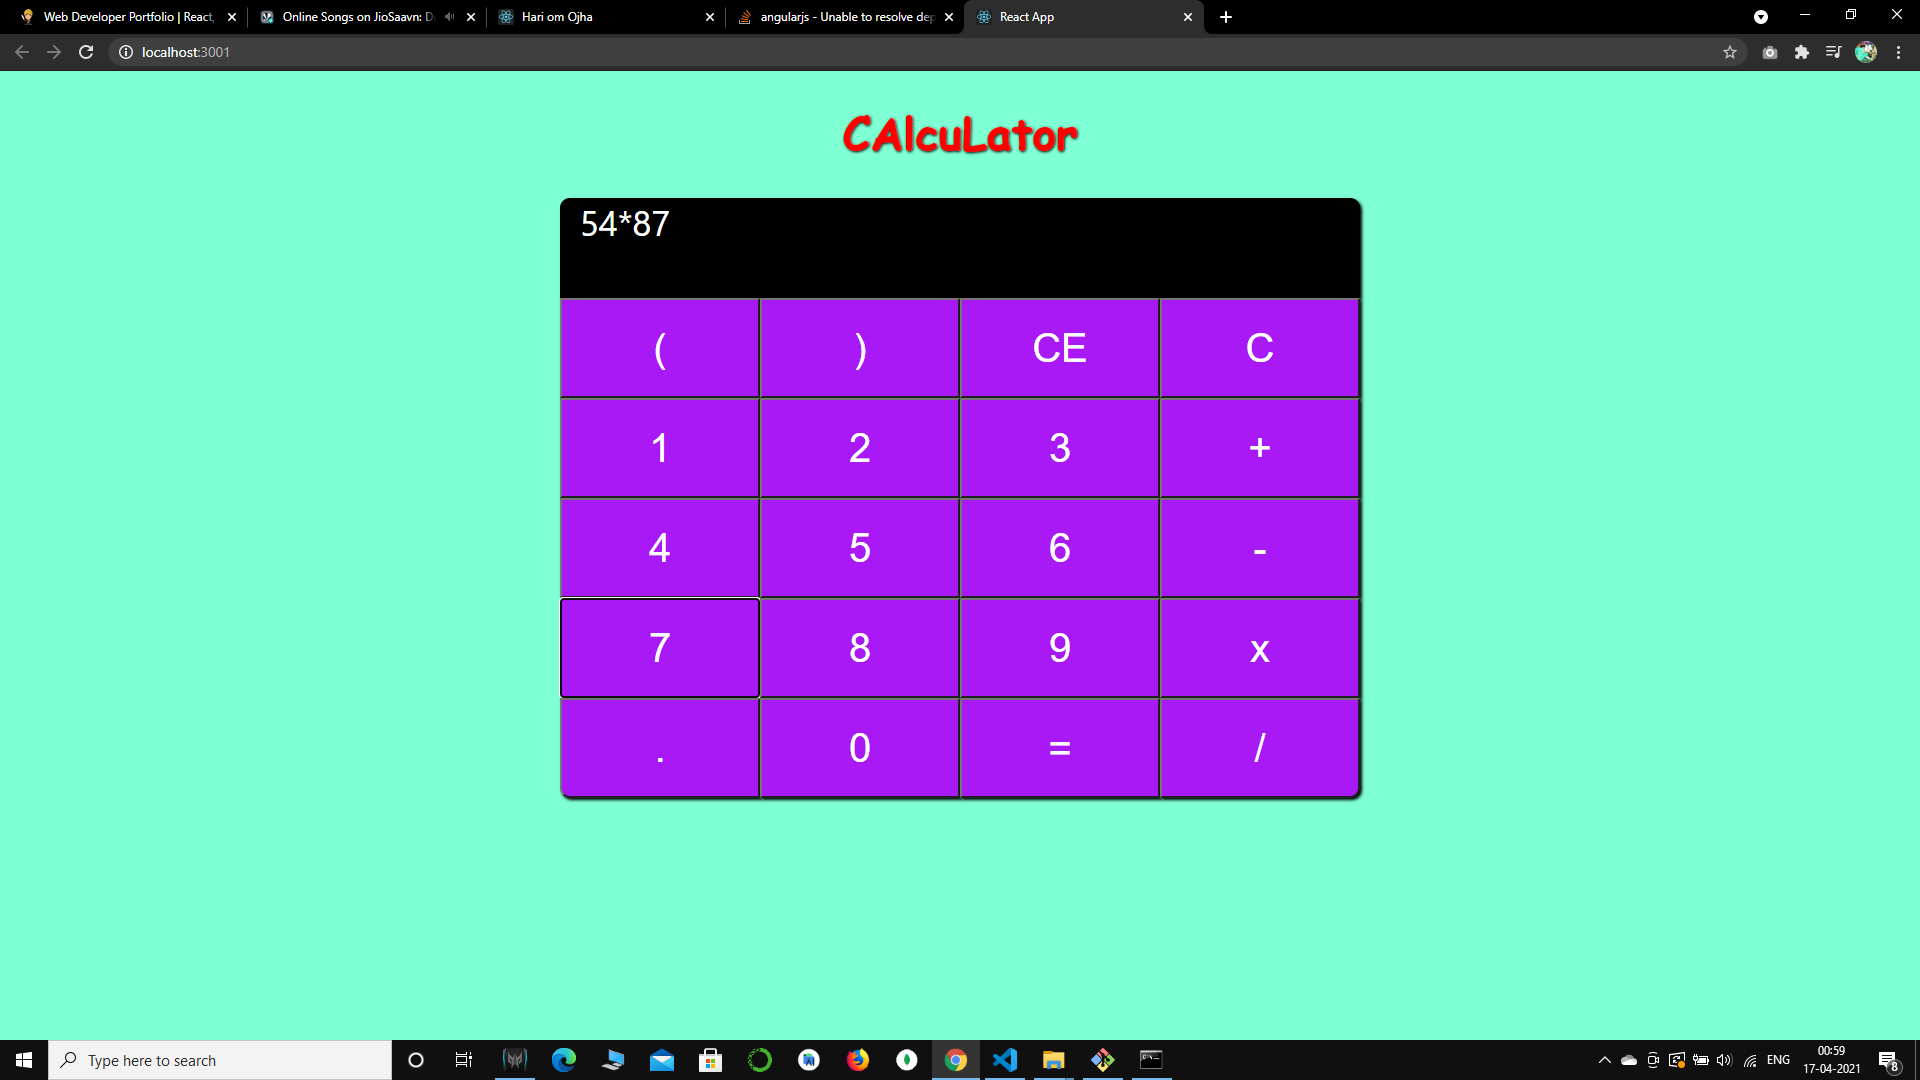 Web Developer Portfolio | React,
Online Songs on JioSaavn: D
Hari om Ojha
angularjs - Unable to resolve dep
React App
localhost:3001
CAlcuLator
54*87
( ) CE C
1 2 3 +
4 5 6 -
7 8 9 x
. 0 = /
Type here to search
ENG
00:59
17-04-2021
8